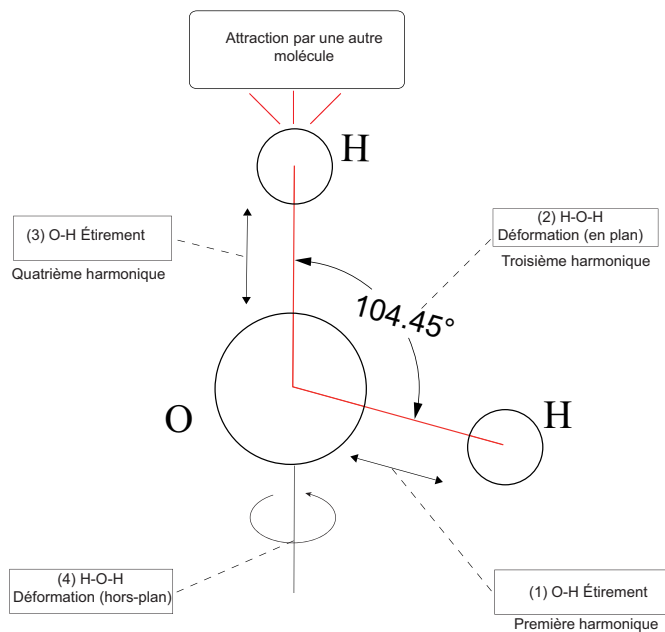 Attraction par une autre
molécule
H
(3) O-H Étirement
Quatrième harmonique
(2) H-O-H
Déformation (en plan)
Troisième harmonique
104.45°
O
H
(4) H-O-H
Déformation (hors-plan)
(1) O-H Étirement
Première harmonique